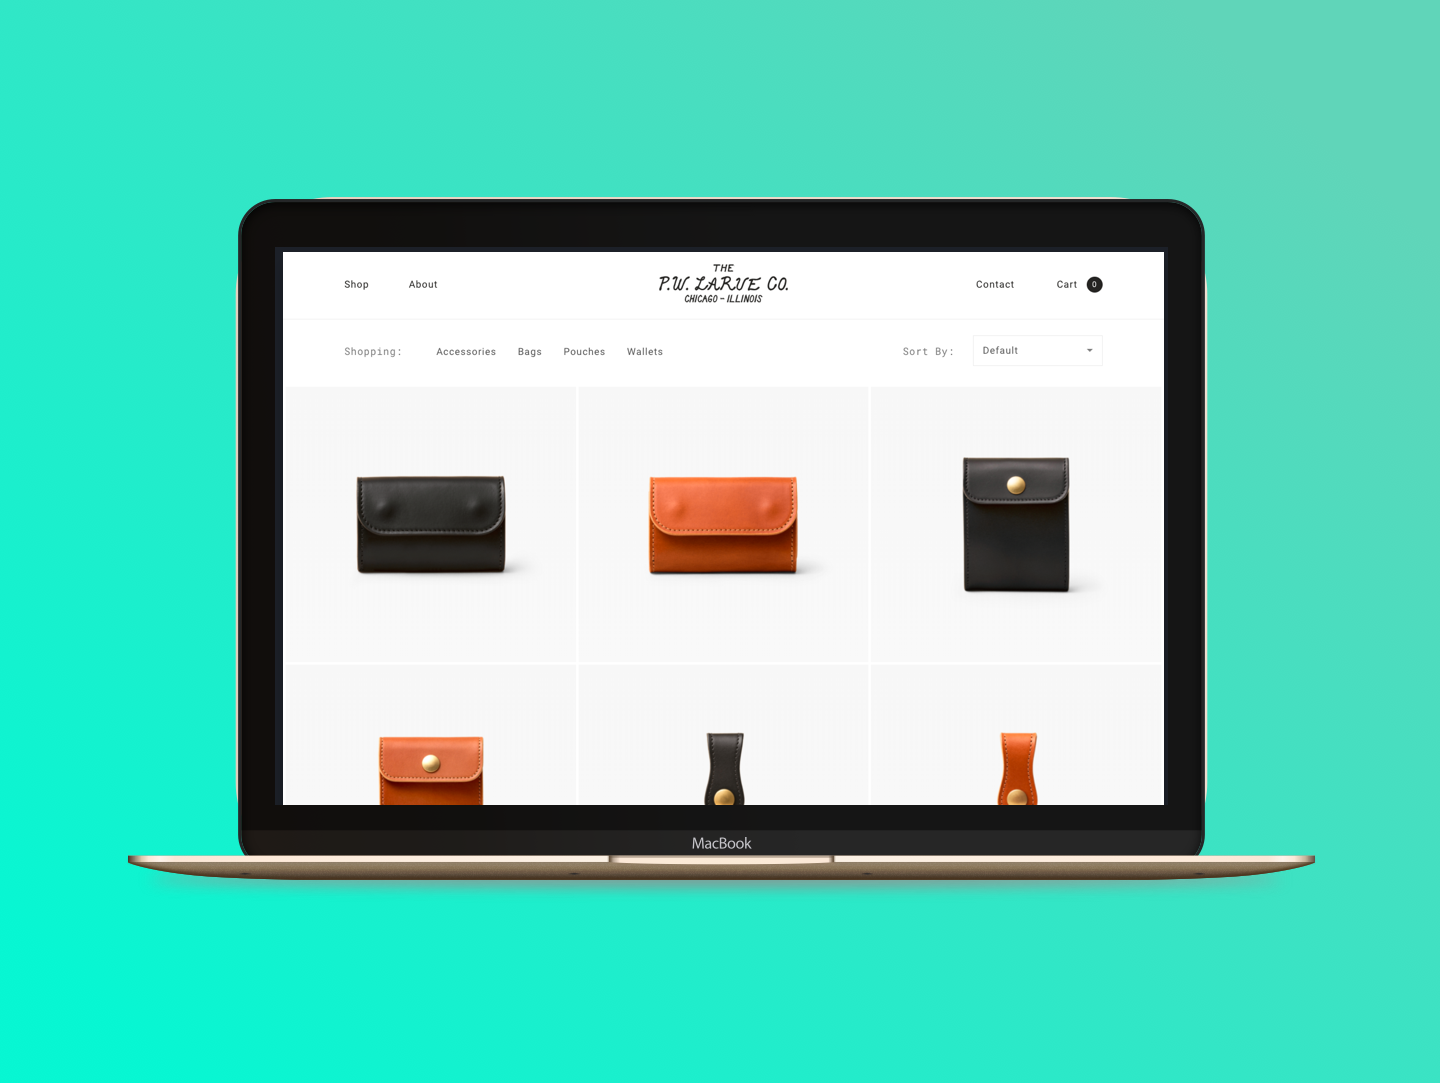 THE
P.W. LARUE CO.
CHICAGO - ILLINOIS
Shop About Contact Cart 0
Shopping: Accessories Bags Pouches Wallets Sort By: Default
MacBook